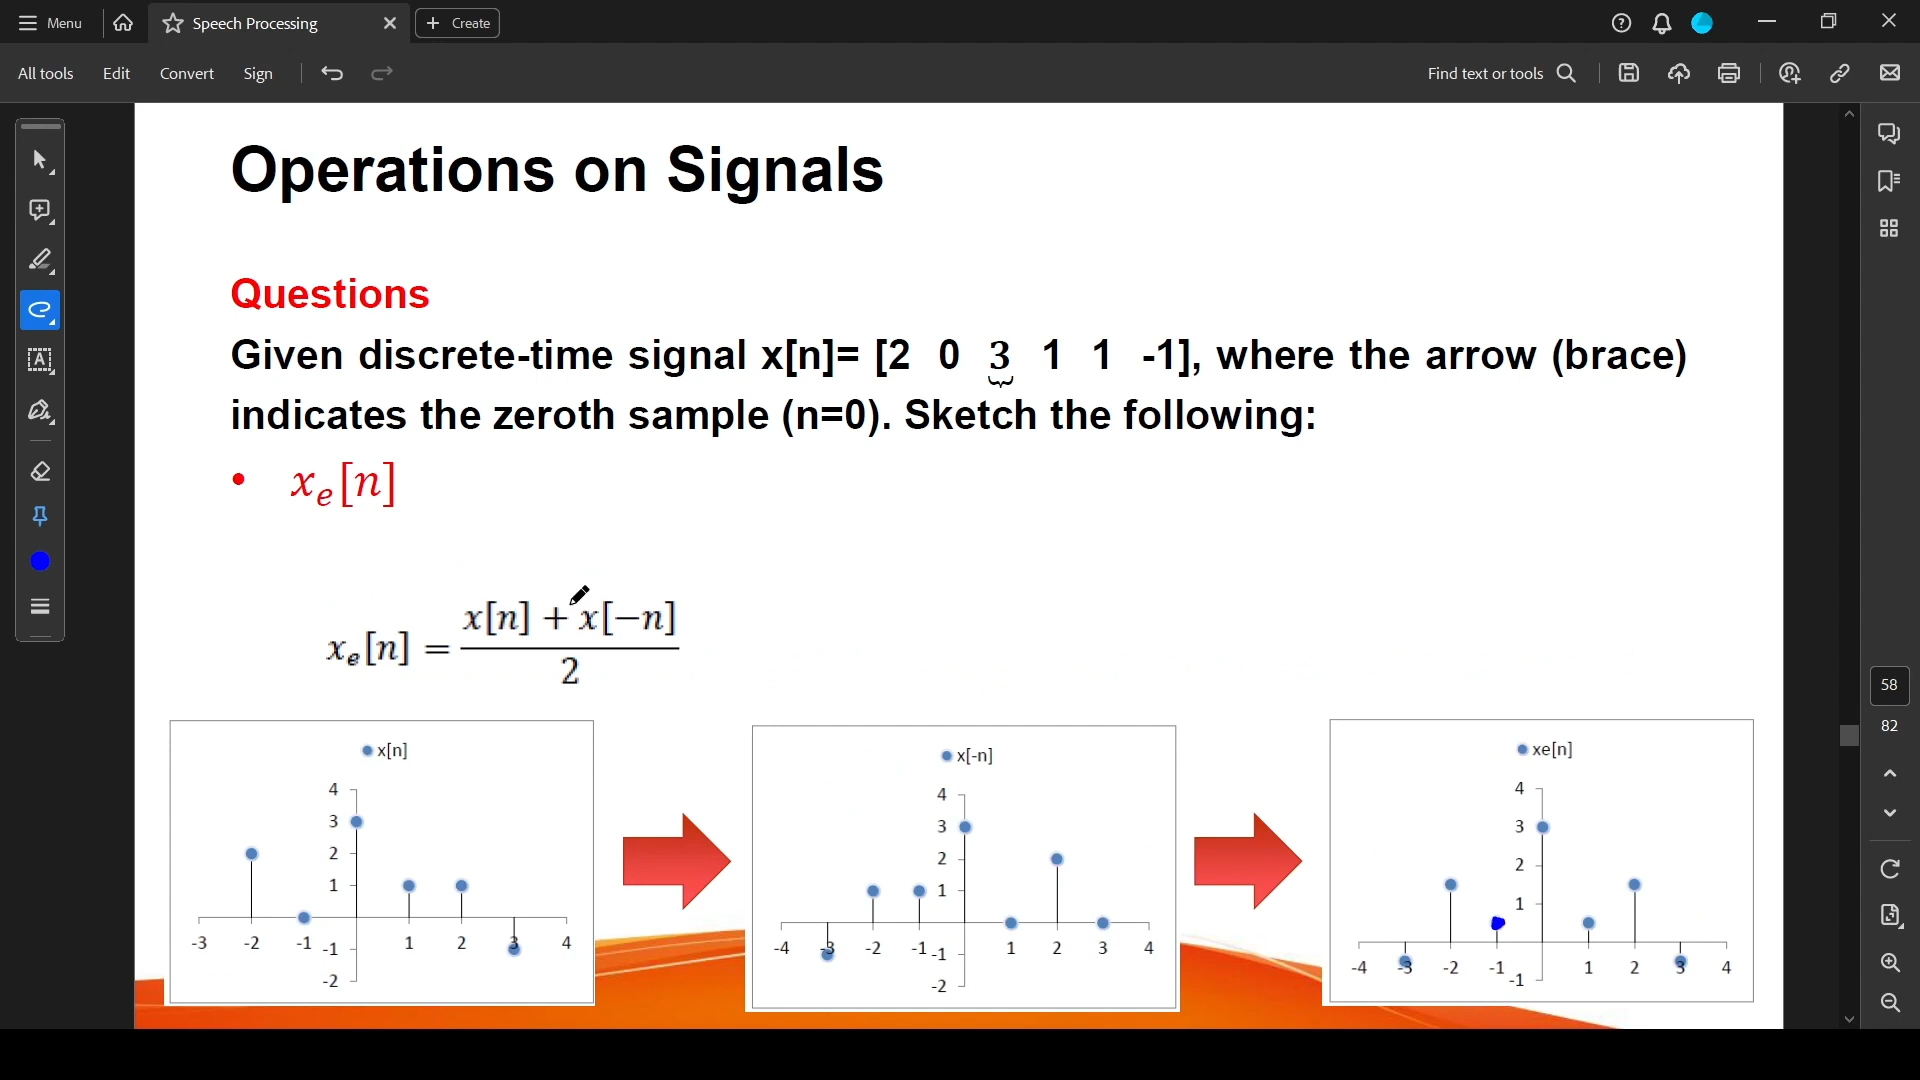 Menu
Speech Processing
Create
All tools
Edit
Convert
Sign
Find text or tools
Operations on Signals
Questions
Given discrete-time signal x[n]= [2 0 3 1 1 -1], where the arrow (brace)
indicates the zeroth sample (n=0). Sketch the following:
• xₑ[n]
xₑ[n] = (x[n] + x[−n]) / 2
x[n]
4
3
2
1
-3 -2 -1 1 2 3 4
-1
-2
x[-n]
4
3
2
1
-4 -3 -2 -1 1 2 3 4
-1
-2
xe[n]
4
3
2
1
-4 -3 -2 -1 1 2 3 4
-1
58
82